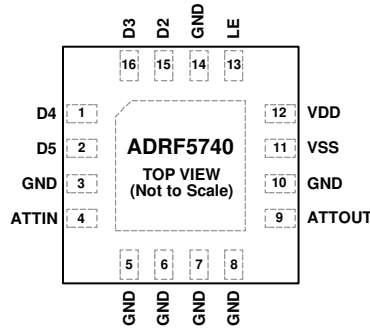 D3
D2
GND
LE
16
15
14
13
D4 1
D5 2
GND 3
ATTIN 4
ADRF5740
TOP VIEW
(Not to Scale)
12 VDD
11 VSS
10 GND
9 ATTOUT
5
6
7
8
GND
GND
GND
GND